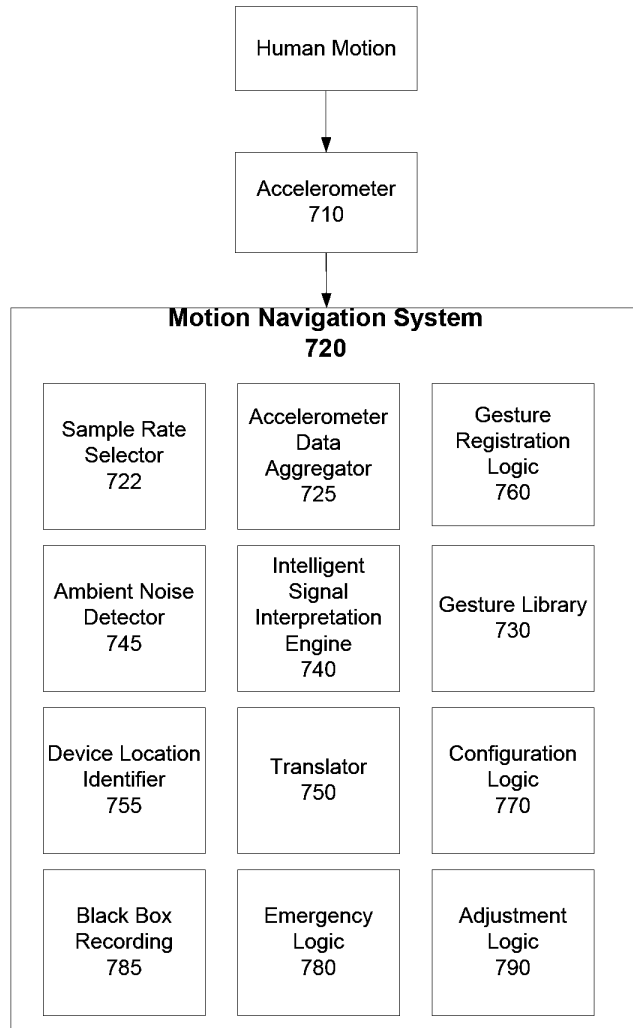 Human Motion
Accelerometer
710
Motion Navigation System
720
Sample Rate
Selector
722
Accelerometer
Data
Aggregator
725
Gesture
Registration
Logic
760
Ambient Noise
Detector
745
Intelligent
Signal
Interpretation
Engine
740
Gesture Library
730
Device Location
Identifier
755
Translator
750
Configuration
Logic
770
Black Box
Recording
785
Emergency
Logic
780
Adjustment
Logic
790